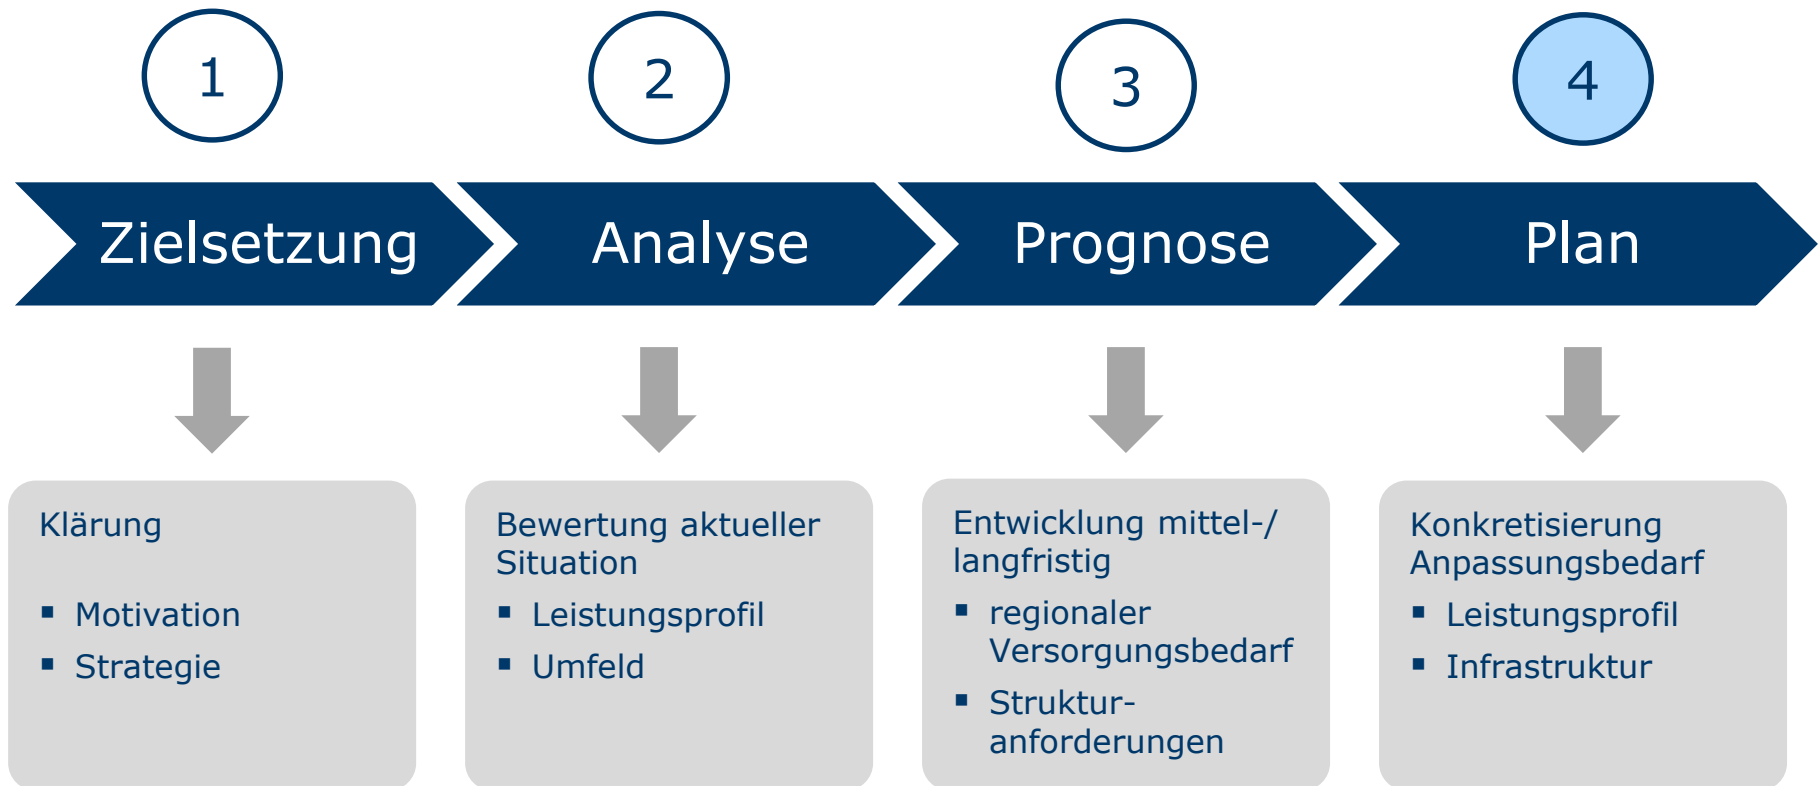 1
2
3
4
Zielsetzung
Analyse
Prognose
Plan
Klärung
▪ Motivation
▪ Strategie
Bewertung aktueller
Situation
▪ Leistungsprofil
▪ Umfeld
Entwicklung mittel-/
langfristig
▪ regionaler
Versorgungsbedarf
▪ Struktur-
anforderungen
Konkretisierung
Anpassungsbedarf
▪ Leistungsprofil
▪ Infrastruktur